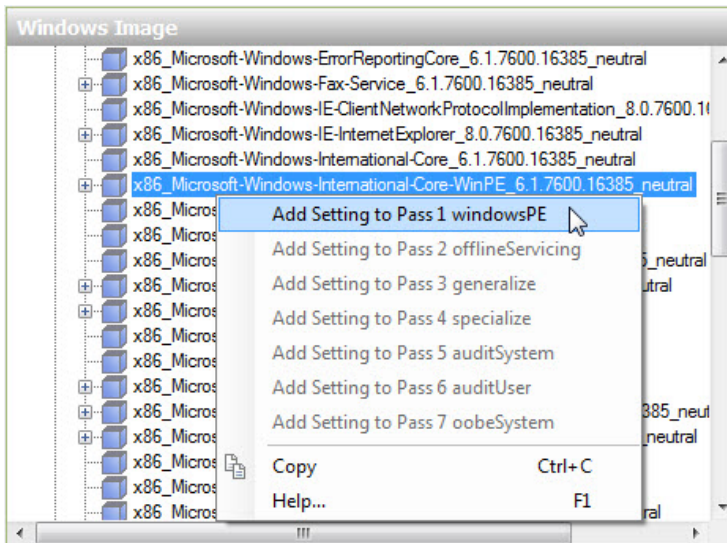 Windows Image
x86_Microsoft-Windows-ErrorReportingCore_6.1.7600.16385_neutral
x86_Microsoft-Windows-Fax-Service_6.1.7600.16385_neutral
x86_Microsoft-Windows-IE-ClientNetworkProtocolImplementation_8.0.7600.16
x86_Microsoft-Windows-IE-InternetExplorer_8.0.7600.16385_neutral
x86_Microsoft-Windows-International-Core_6.1.7600.16385_neutral
x86_Microsoft-Windows-International-Core-WinPE_6.1.7600.16385_neutral
x86_Micros
Add Setting to Pass 1 windowsPE
x86_Micros
Add Setting to Pass 2 offlineServicing
x86_Micros 5_neutral
x86_Micros utral
Add Setting to Pass 3 generalize
x86_Micros
Add Setting to Pass 4 specialize
x86_Micros
Add Setting to Pass 5 auditSystem
x86_Micros
x86_Micros
Add Setting to Pass 6 auditUser
x86_Micros 385_neut
Add Setting to Pass 7 oobeSystem
x86_Micros neutral
x86_Micros
Copy Ctrl+C
x86_Micros
Help... F1
x86_Micros ral